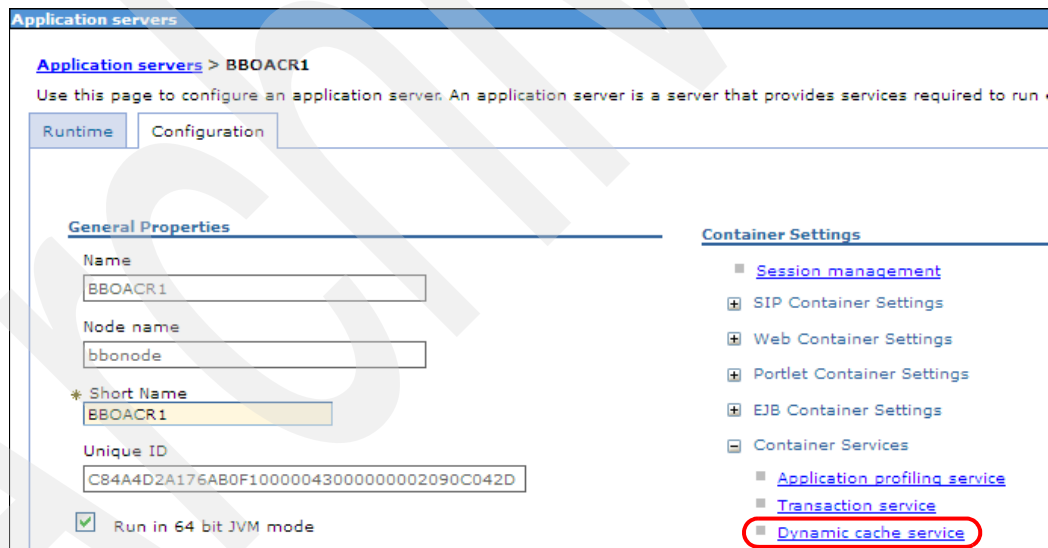 Application servers
Application servers > BBOACR1
Use this page to configure an application server. An application server is a server that provides services required to run
Runtime Configuration
General Properties
Name
BBOACR1
Node name
bbonode
Short Name
BBOACR1
Unique ID
C84A4D2A176AB0F10000043000000002090C042D
Run in 64 bit JVM mode
Container Settings
Session management
SIP Container Settings
Web Container Settings
Portlet Container Settings
EJB Container Settings
Container Services
Application profiling service
Transaction service
Dynamic cache service